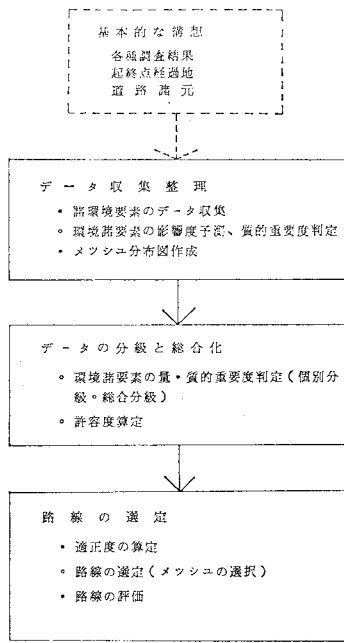 基本的な構想
各種調査結果
起終点経過地
道路諸元
データ収集整理
・ 諸環境要素のデータ収集
◦ 環境諸要素の影響度予測、質的重要度判定
・ メツシユ分布図作成
データの分級と総合化
◦ 環境諸要素の量・質的重要度判定(個別分
級。総合分級)
◦ 許容度算定
路線の選定
・ 適正度の算定
◦ 路線の選定(メツシユの選択)
・ 路線の評価